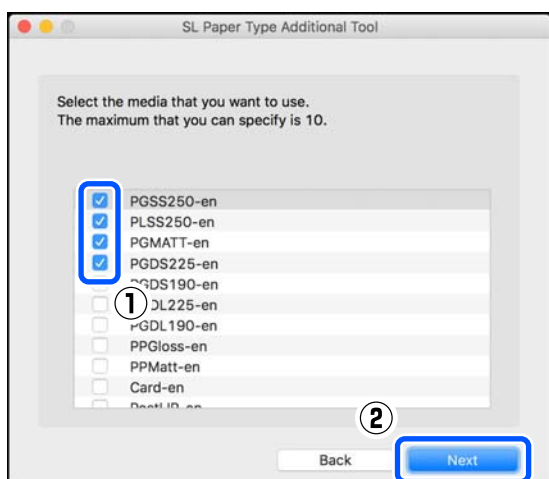 SL Paper Type Additional Tool
Select the media that you want to use.
The maximum that you can specify is 10.
PGSS250-en
PLSS250-en
PGMATT-en
PGDS225-en
PGDS190-en
①
DL225-en
PGDL190-en
PPGloss-en
PPMatt-en
Card-en
②
Back
Next